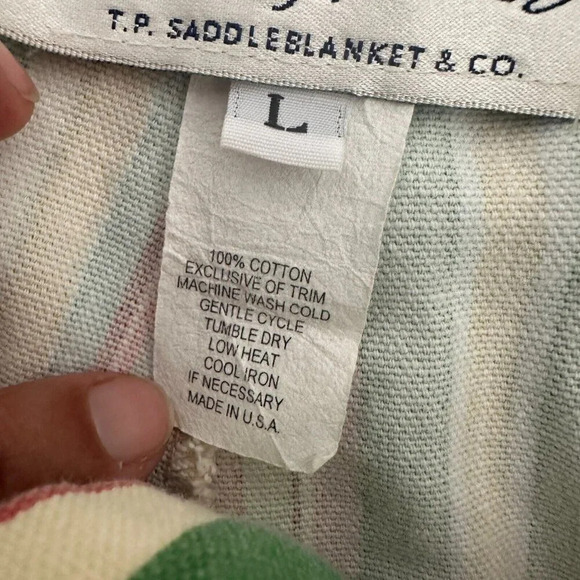 T.P. SADDLEBLANKET & CO.
L
100% COTTON
EXCLUSIVE OF TRIM
MACHINE WASH COLD
GENTLE CYCLE
TUMBLE DRY
LOW HEAT
COOL IRON
IF NECESSARY
MADE IN U.S.A.